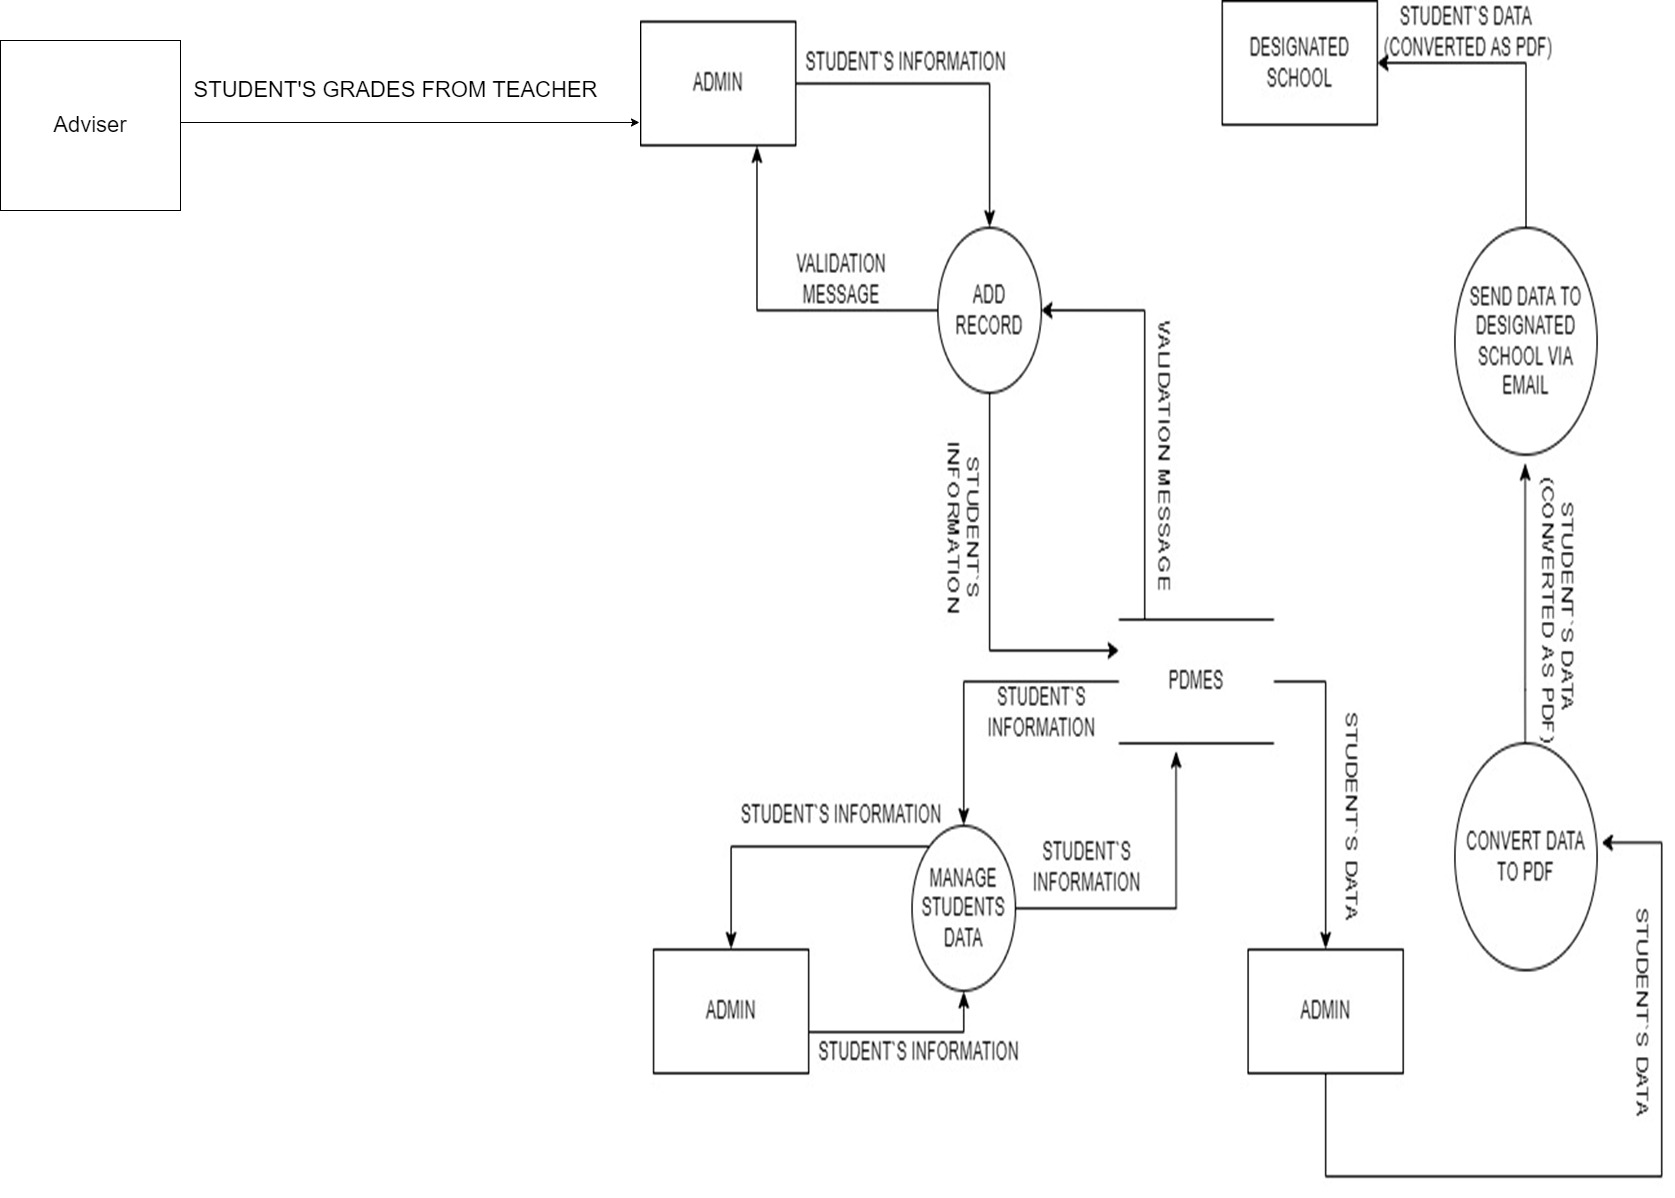 Adviser
STUDENT'S GRADES FROM TEACHER
ADMIN
STUDENT`S INFORMATION
DESIGNATED
SCHOOL
STUDENT`S DATA
(CONVERTED AS PDF)
VALIDATION
MESSAGE
ADD
RECORD
VALIDATION MESSAGE
SEND DATA TO
DESIGNATED
SCHOOL VIA
EMAIL
STUDENT`S
INFORMATION
STUDENT`S DATA
(CONVERTED AS PDF)
PDMES
STUDENT`S
INFORMATION
STUDENT`S DATA
STUDENT`S INFORMATION
STUDENT`S
INFORMATION
MANAGE
STUDENTS
DATA
CONVERT DATA
TO PDF
STUDENT`S DATA
ADMIN
STUDENT`S INFORMATION
ADMIN